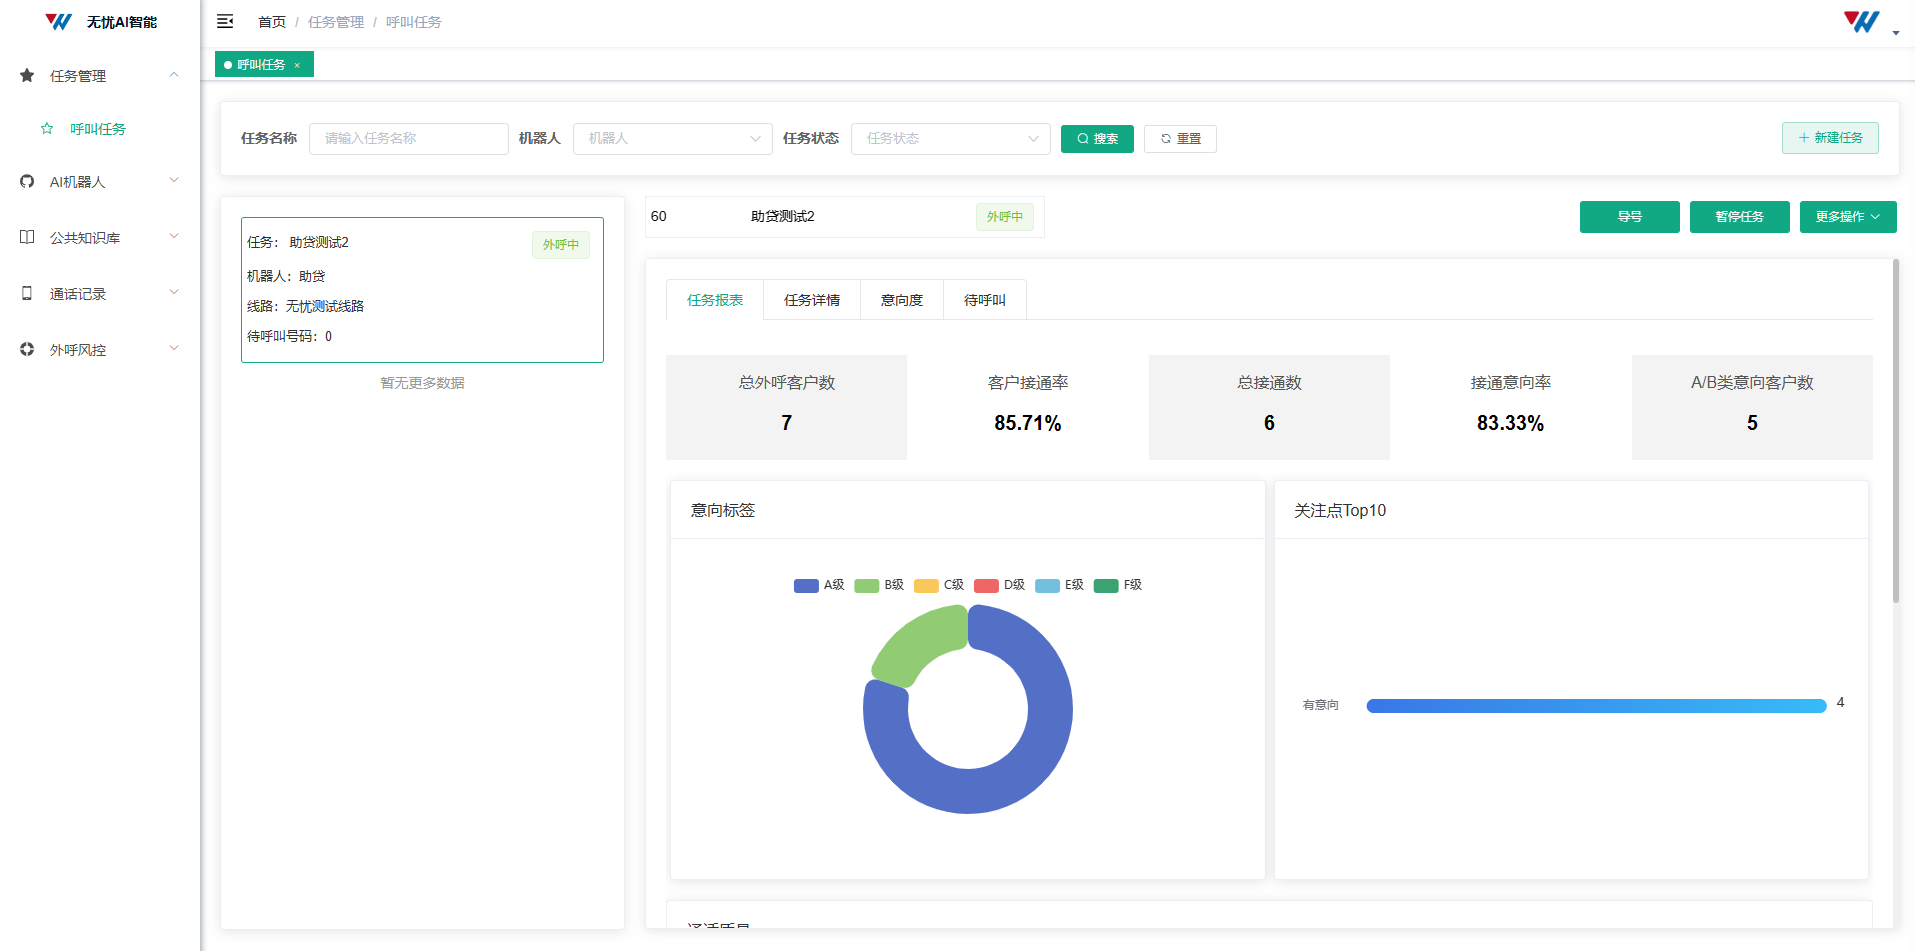 无忧AI智能
首页 / 任务管理 / 呼叫任务
任务管理
呼叫任务
AI机器人
公共知识库
通话记录
外呼风控
呼叫任务 ×
任务名称 请输入任务名称 机器人 机器人 任务状态 任务状态 搜索 重置 新建任务
任务： 助贷测试2 外呼中
机器人：助贷
线路：无忧测试线路
待呼叫号码：0
暂无更多数据
60 助贷测试2 外呼中 导号 暂停任务 更多操作
任务报表 任务详情 意向度 待呼叫
总外呼客户数 客户接通率 总接通数 接通意向率 A/B类意向客户数
7 85.71% 6 83.33% 5
意向标签
A级 B级 C级 D级 E级 F级
关注点Top10
有意向 4